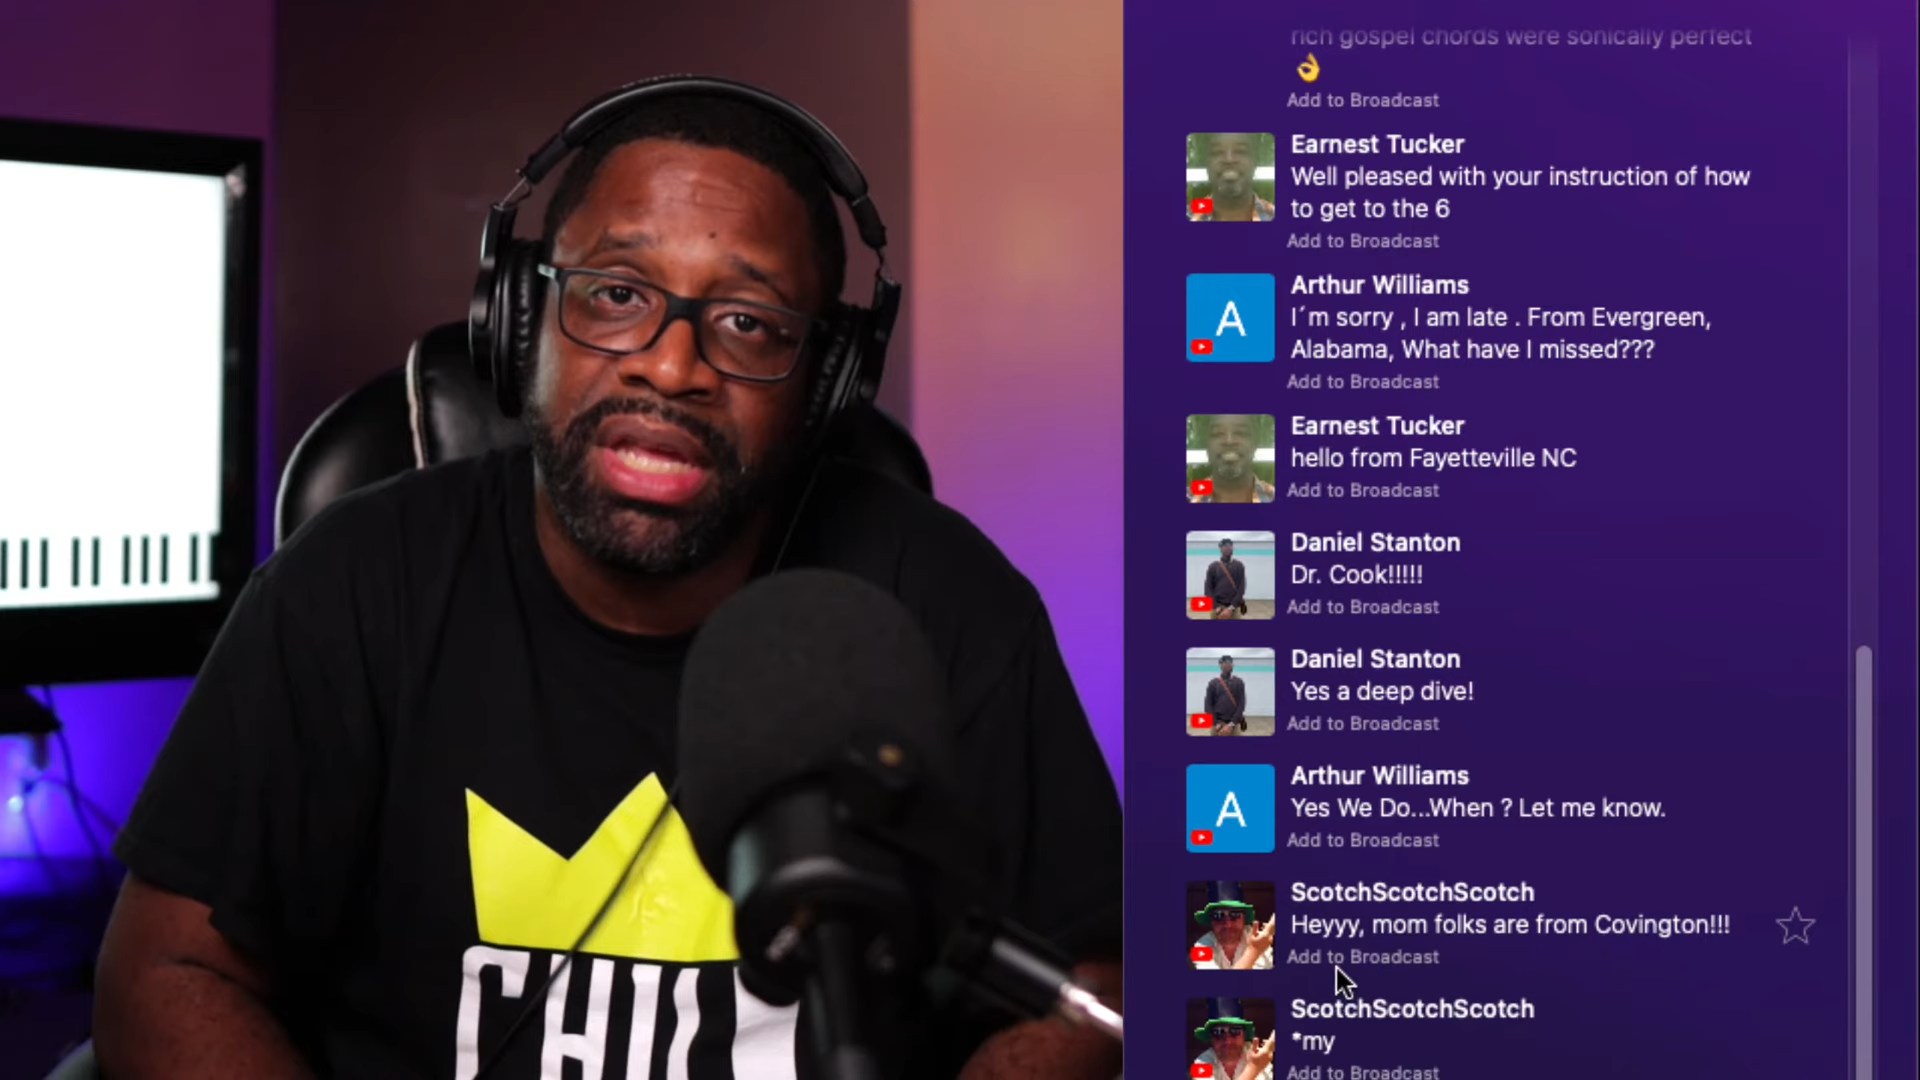 rich gospel chords were sonically perfect
👌
Add to Broadcast
Earnest Tucker
Well pleased with your instruction of how
to get to the 6
Add to Broadcast
A
Arthur Williams
I´m sorry , I am late . From Evergreen,
Alabama, What have I missed???
Add to Broadcast
Earnest Tucker
hello from Fayetteville NC
Add to Broadcast
Daniel Stanton
Dr. Cook!!!!!
Add to Broadcast
Daniel Stanton
Yes a deep dive!
Add to Broadcast
A
Arthur Williams
Yes We Do...When ? Let me know.
Add to Broadcast
ScotchScotchScotch
Heyyy, mom folks are from Covington!!!
Add to Broadcast
ScotchScotchScotch
*my
Add to Broadcast